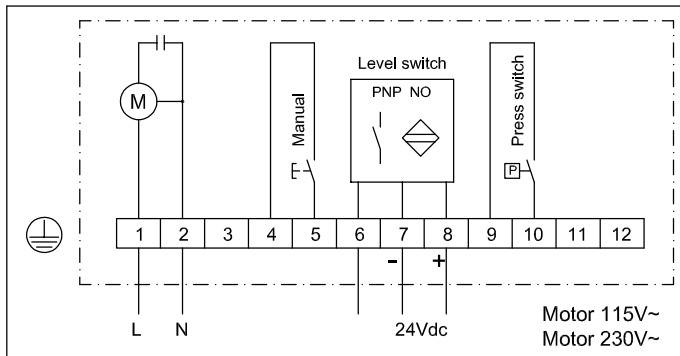 Level switch
PNP NO
M
Manual
Press switch
P
1 2 3 4 5 6 7 8 9 10 11 12
- +
L N 24Vdc
Motor 115V~
Motor 230V~